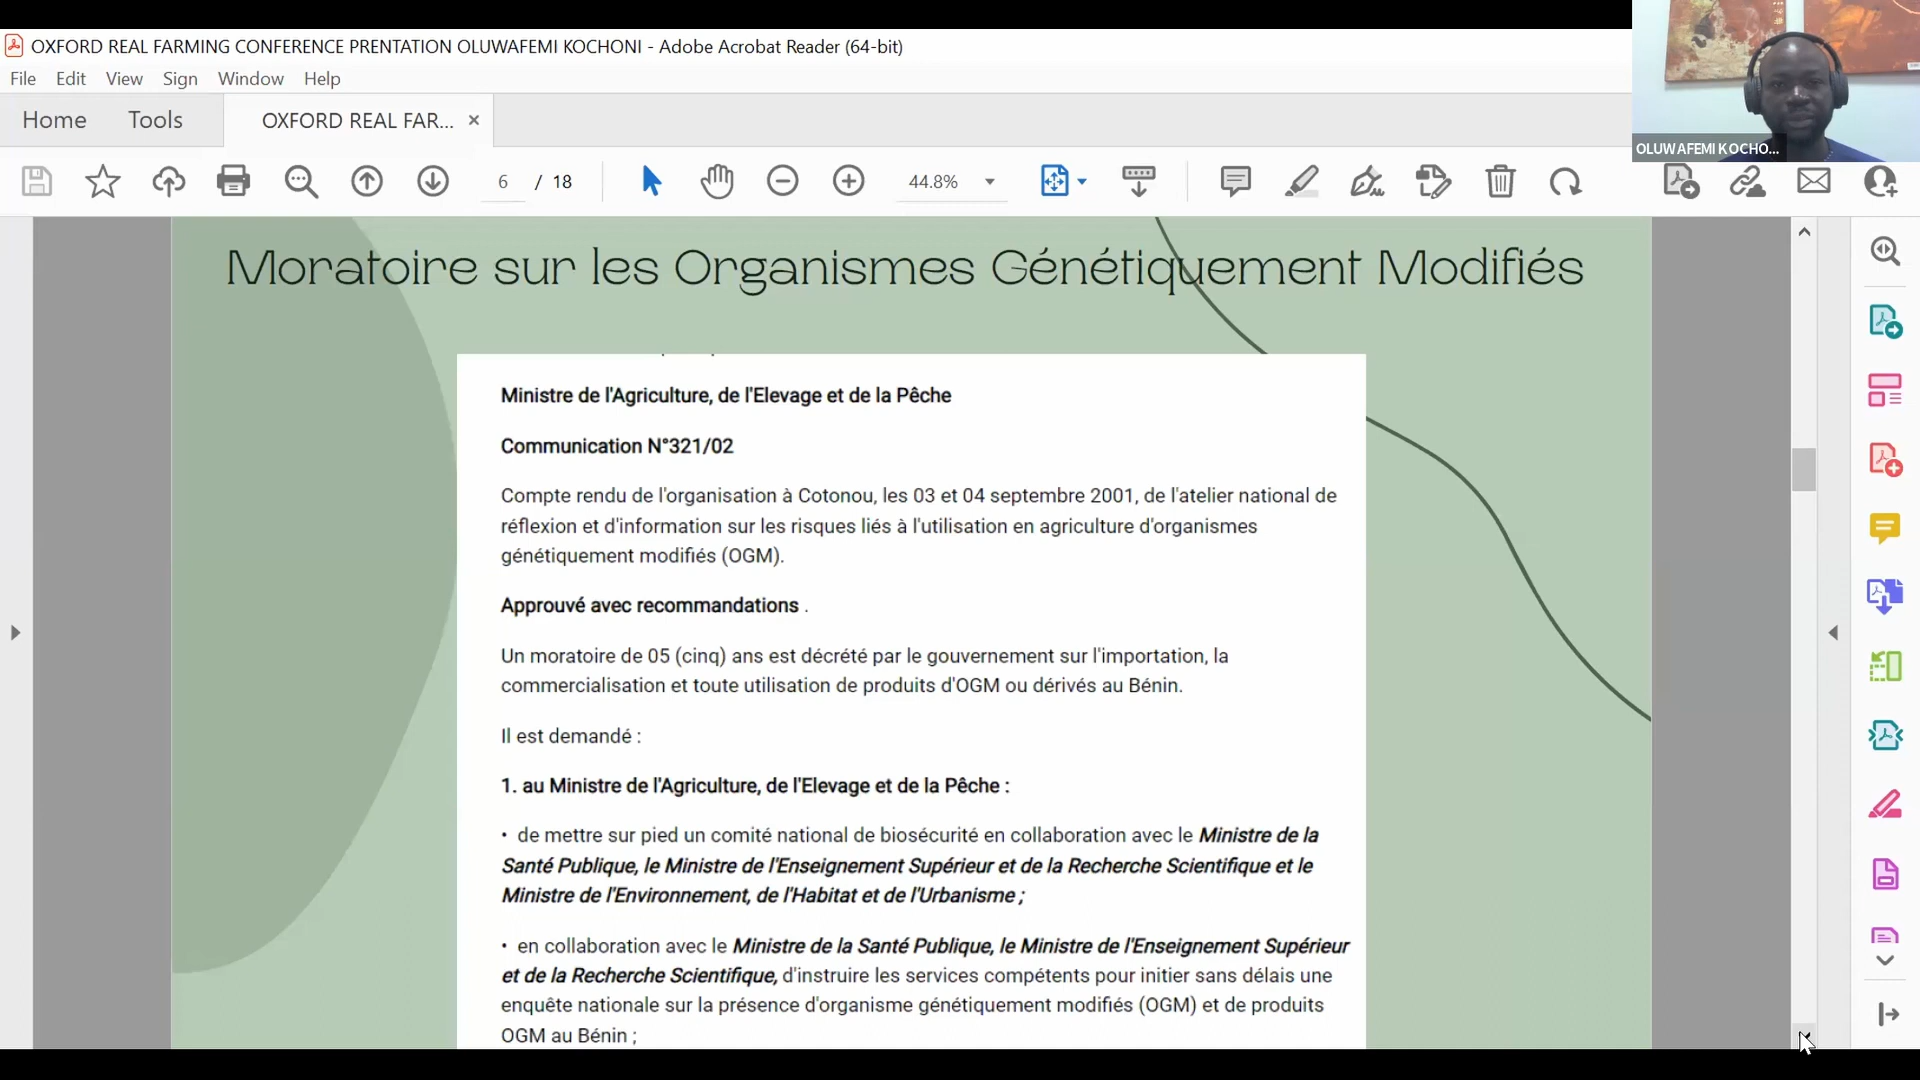 OXFORD REAL FARMING CONFERENCE PRENTATION OLUWAFEMI KOCHONI - Adobe Acrobat Reader (64-bit)
File Edit View Sign Window Help
Home Tools OXFORD REAL FAR...
OLUWAFEMI KOCHO...
6 / 18 44.8%
Moratoire sur les Organismes Génétiquement Modifiés
Ministre de l'Agriculture, de l'Elevage et de la Pêche
Communication N°321/02
Compte rendu de l'organisation à Cotonou, les 03 et 04 septembre 2001, de l'atelier national de
réflexion et d'information sur les risques liés à l'utilisation en agriculture d'organismes
génétiquement modifiés (OGM).
Approuvé avec recommandations .
Un moratoire de 05 (cinq) ans est décrété par le gouvernement sur l'importation, la
commercialisation et toute utilisation de produits d'OGM ou dérivés au Bénin.
Il est demandé :
1. au Ministre de l'Agriculture, de l'Elevage et de la Pêche :
• de mettre sur pied un comité national de biosécurité en collaboration avec le Ministre de la
Santé Publique, le Ministre de l'Enseignement Supérieur et de la Recherche Scientifique et le
Ministre de l'Environnement, de l'Habitat et de l'Urbanisme ;
• en collaboration avec le Ministre de la Santé Publique, le Ministre de l'Enseignement Supérieur
et de la Recherche Scientifique, d'instruire les services compétents pour initier sans délais une
enquête nationale sur la présence d'organisme génétiquement modifiés (OGM) et de produits
OGM au Bénin ;